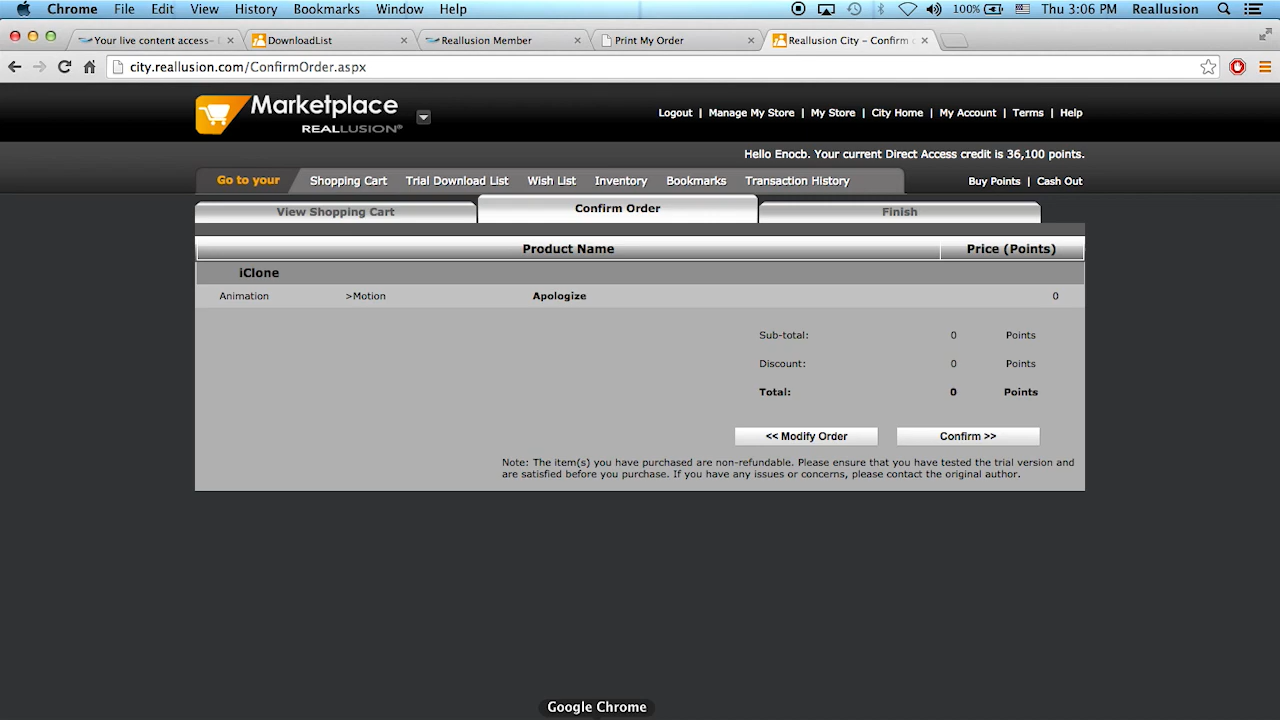 Chrome File Edit View History Bookmarks Window Help 100% Thu 3:06 PM Reallusion
Your live content access- DownloadList Reallusion Member Print My Order Reallusion City - Confirm
city.reallusion.com/ConfirmOrder.aspx
Marketplace
REALLUSION®
Logout | Manage My Store | My Store | City Home | My Account | Terms | Help
Hello Enocb. Your current Direct Access credit is 36,100 points.
Go to your Shopping Cart Trial Download List Wish List Inventory Bookmarks Transaction History Buy Points | Cash Out
View Shopping Cart Confirm Order Finish
Product Name Price (Points)
iClone
Animation >Motion Apologize 0
Sub-total: 0 Points
Discount: 0 Points
Total: 0 Points
<< Modify Order Confirm >>
Note: The item(s) you have purchased are non-refundable. Please ensure that you have tested the trial version and
are satisfied before you purchase. If you have any issues or concerns, please contact the original author.
Google Chrome